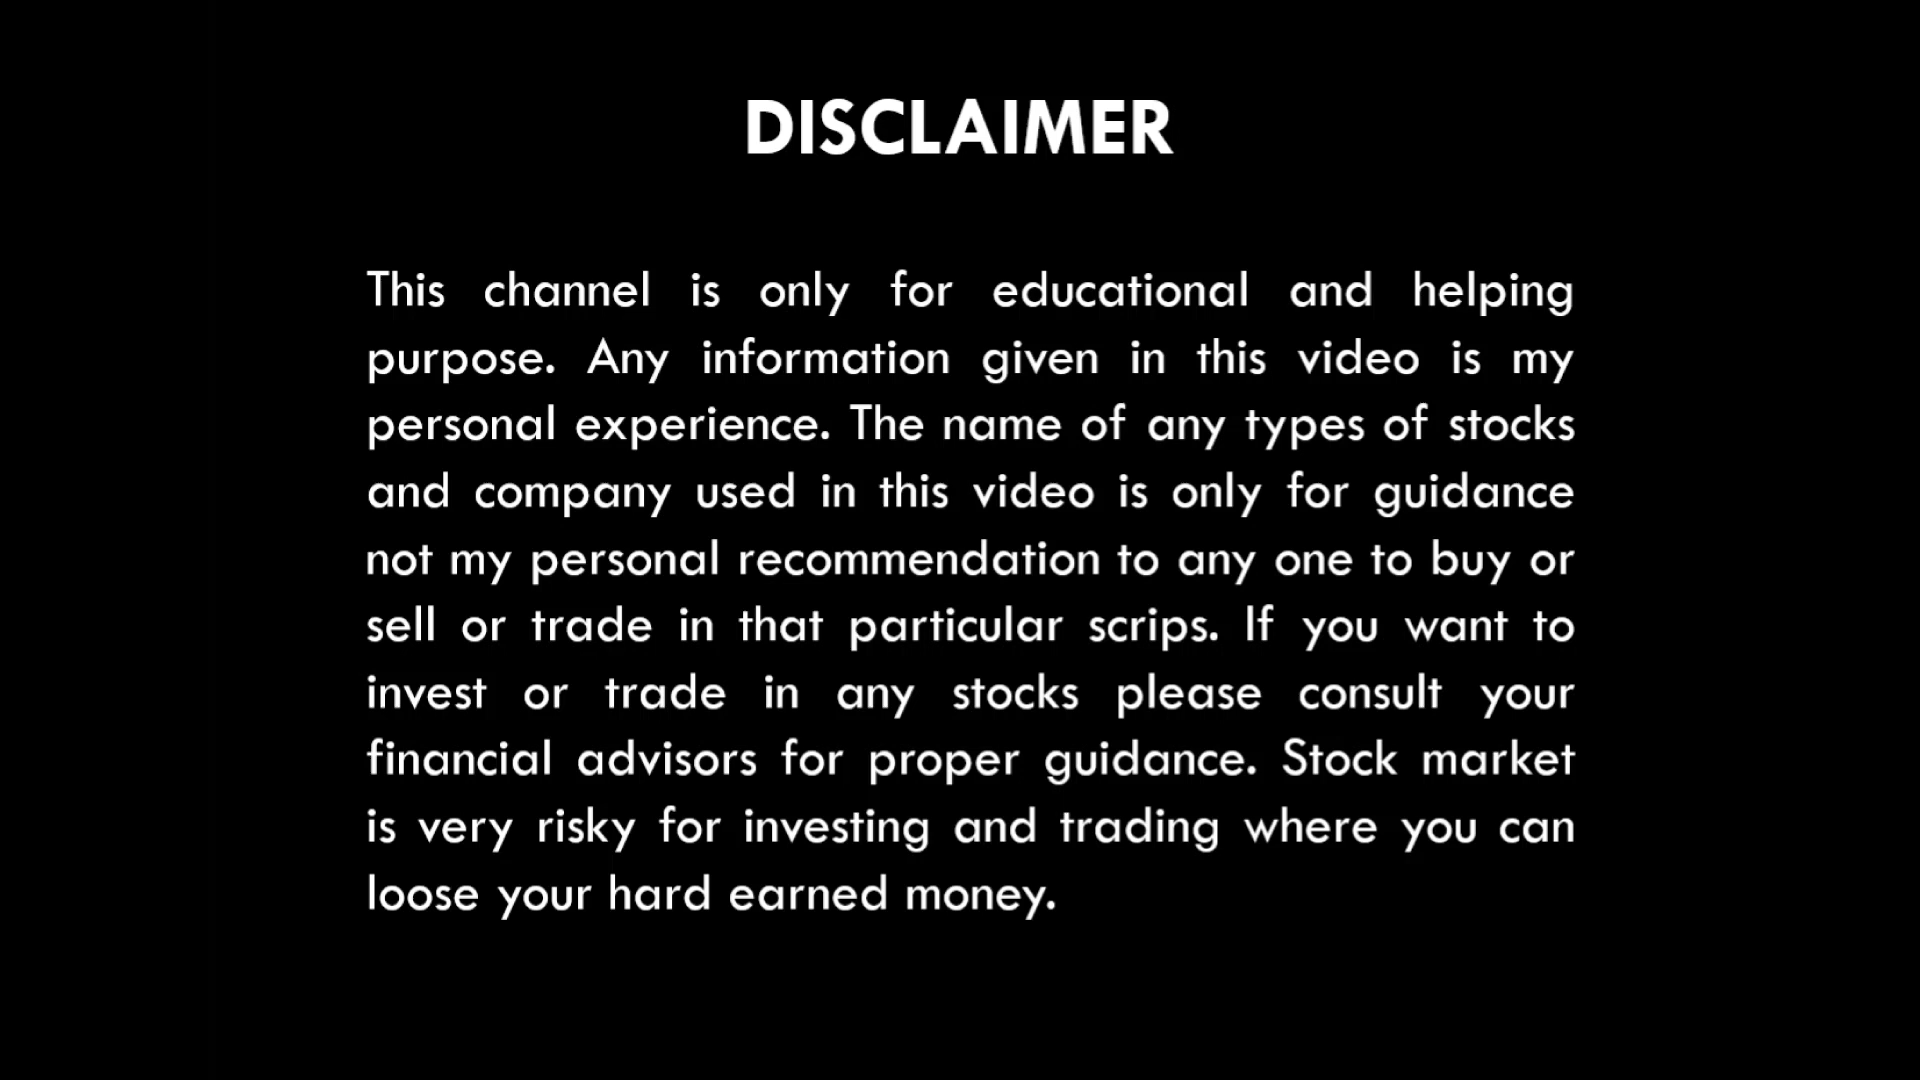 DISCLAIMER
This channel is only for educational and helping
purpose. Any information given in this video is my
personal experience. The name of any types of stocks
and company used in this video is only for guidance
not my personal recommendation to any one to buy or
sell or trade in that particular scrips. If you want to
invest or trade in any stocks please consult your
financial advisors for proper guidance. Stock market
is very risky for investing and trading where you can
loose your hard earned money.